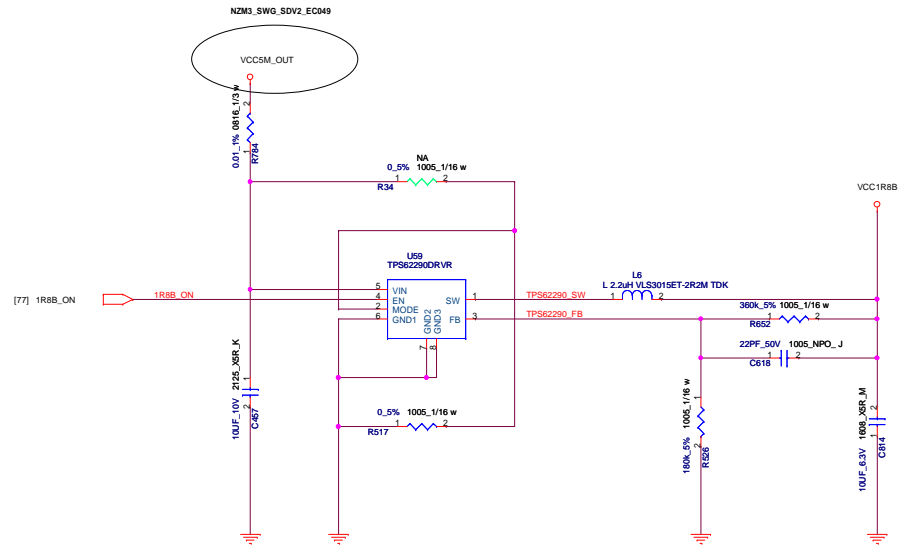 NZM3_SWG_SDV2_EC049
VCC5M_OUT
2
0.01_1% 0816_1/3 w
1
R784
NA
0_5% 1005_1/16 w
1 2
R34
VCC1R8B
U59
TPS62290DRVR
L6
L 2.2uH VLS3015ET-2R2M TDK
[77] 1R8B_ON
1R8B_ON
5 VIN
4 EN
2 MODE
6 GND1
SW 1
FB 3
GND2
GND3
7 8
TPS62290_SW
1 2
TPS62290_FB
360k_5% 1005_1/16 w
1 2
R652
22PF_50V 1005_NPO_ J
1 2
C618
10UF_10V 2125_X5R_K
1
2
C457
0_5% 1005_1/16 w
1 2
R517
180k_5% 1005_1/16 w
1
2
R526
10UF_6.3V 1608_X5R_M
2
1
C814